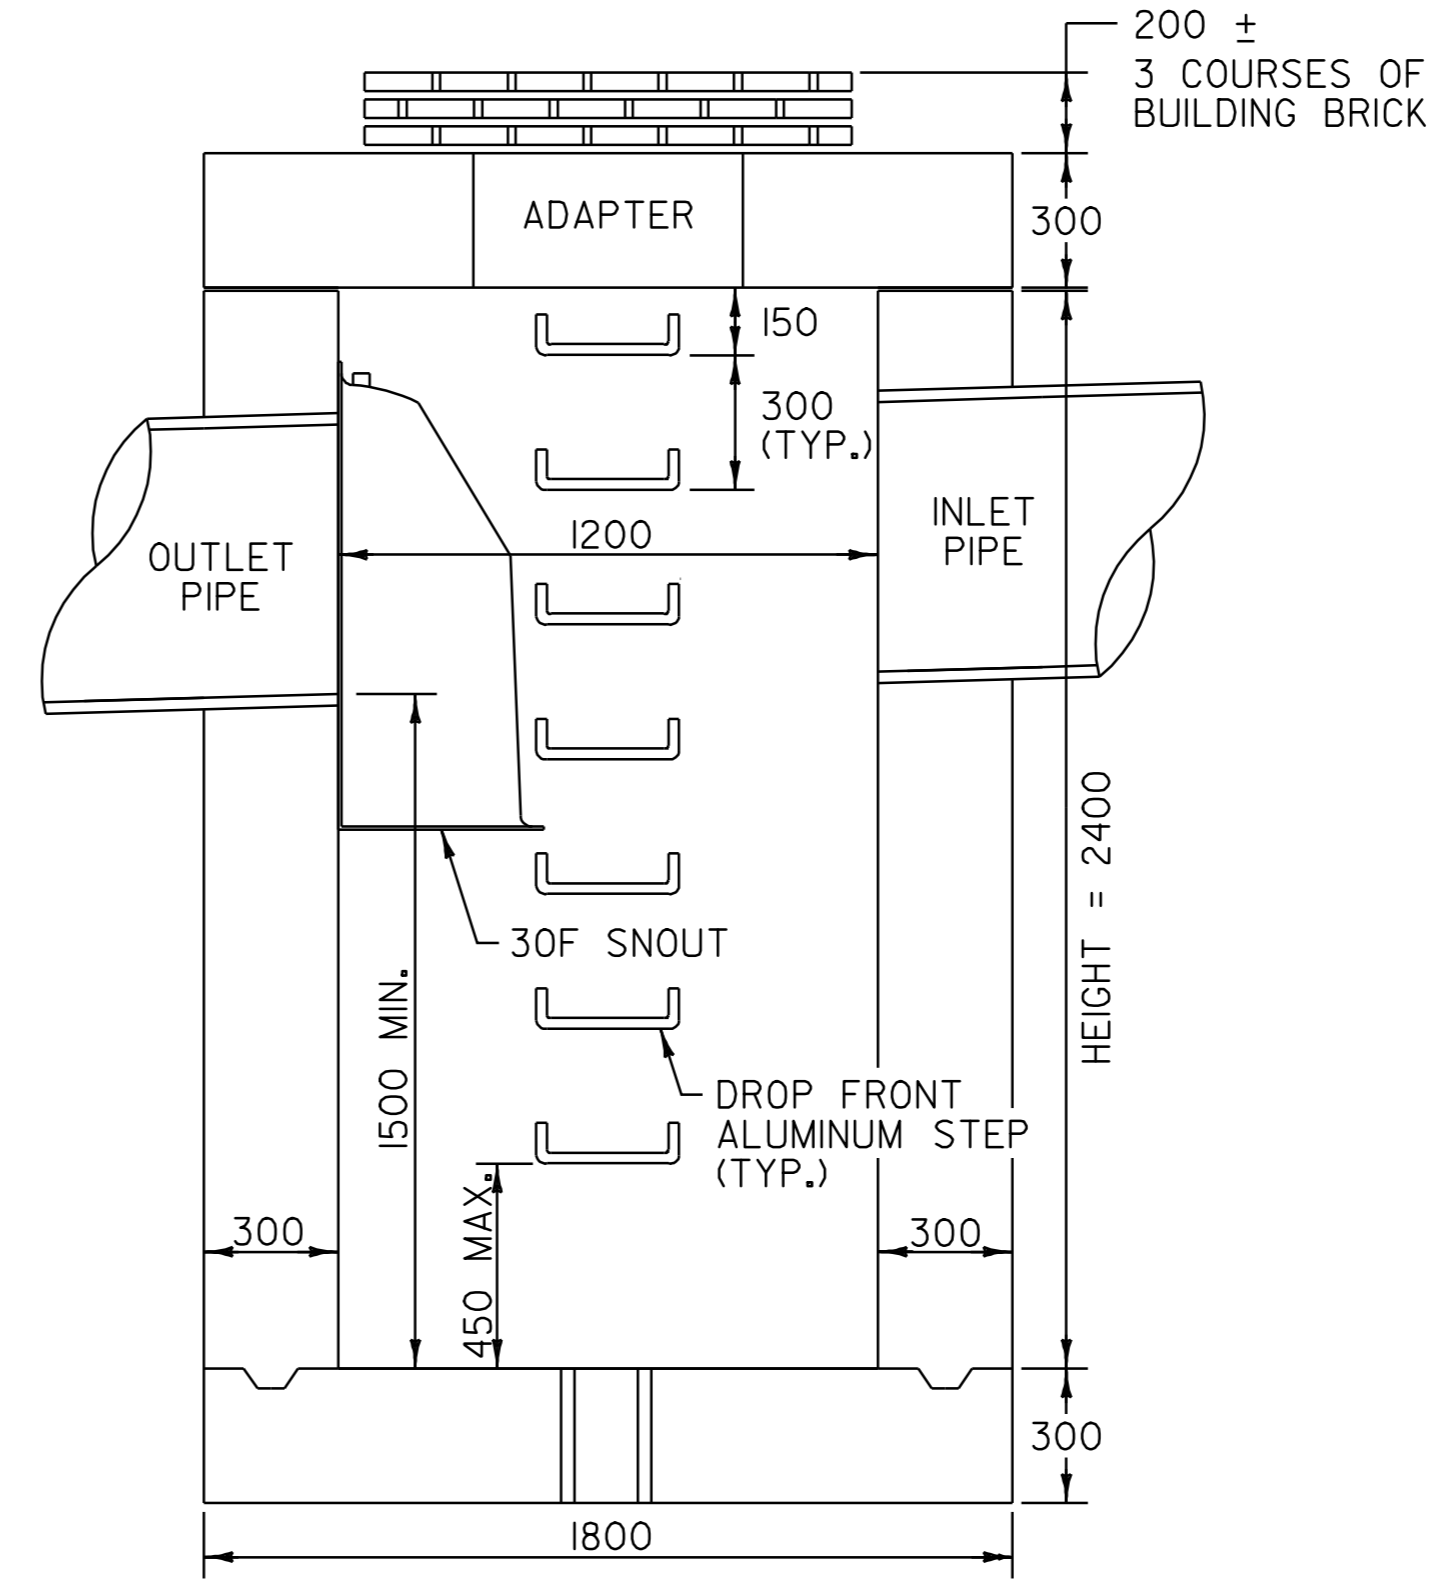 200 ±
3 COURSES OF
BUILDING BRICK
ADAPTER
300
150
300
(TYP.)
INLET
PIPE
1200
OUTLET
PIPE
HEIGHT = 2400
30F SNOUT
1500 MIN.
DROP FRONT
ALUMINUM STEP
(TYP.)
450 MAX.
300
300
300
1800